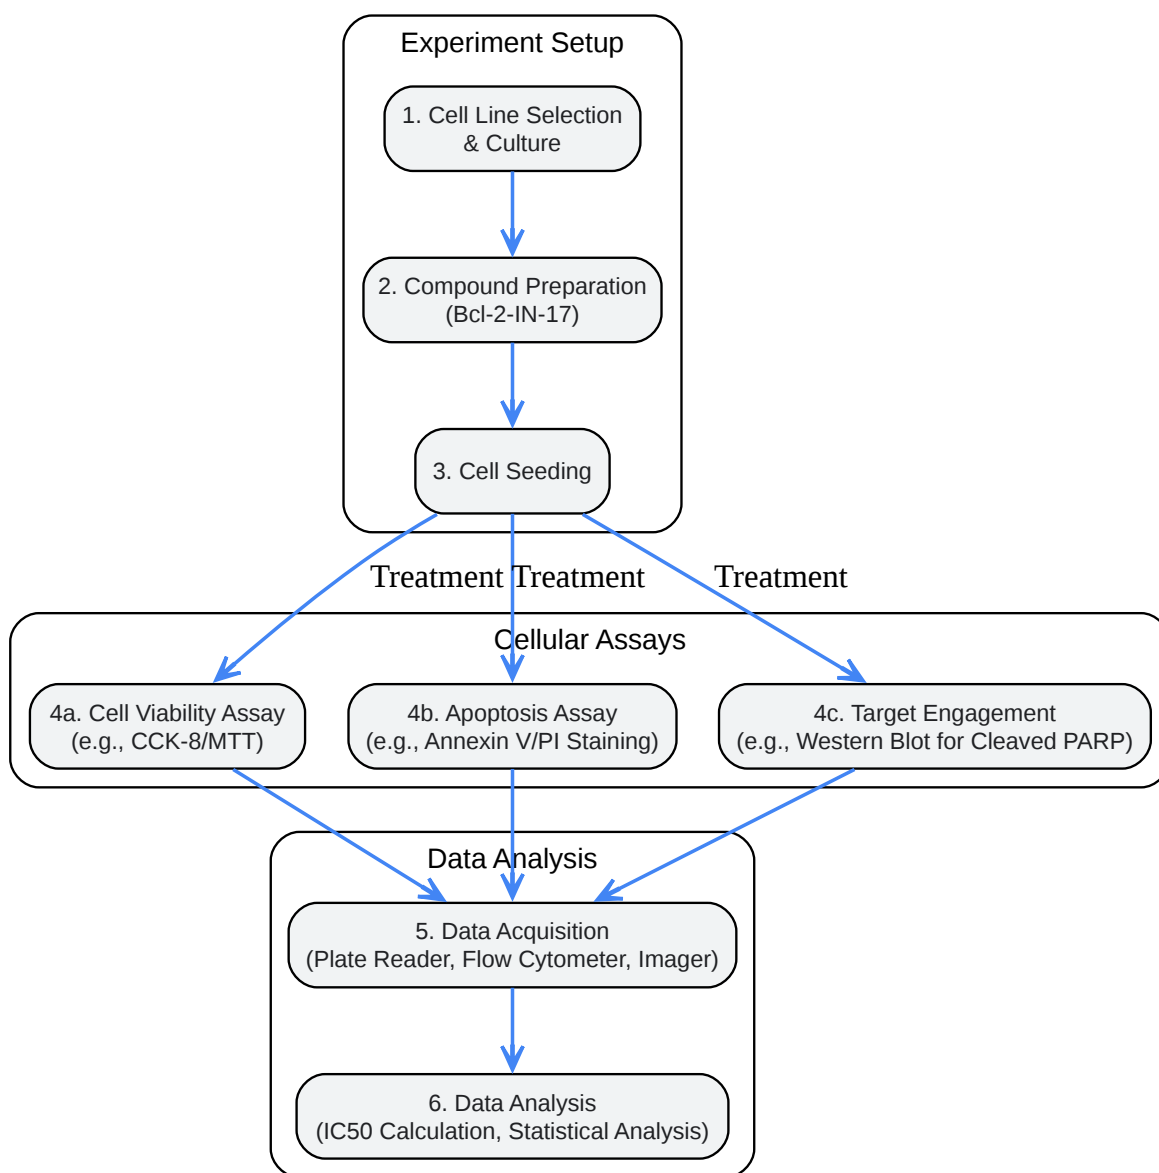 Experiment Setup
1. Cell Line Selection
& Culture
2. Compound Preparation
(Bcl-2-IN-17)
3. Cell Seeding
Treatment Treatment Treatment
Cellular Assays
4a. Cell Viability Assay
(e.g., CCK-8/MTT)
4b. Apoptosis Assay
(e.g., Annexin V/PI Staining)
4c. Target Engagement
(e.g., Western Blot for Cleaved PARP)
Data Analysis
5. Data Acquisition
(Plate Reader, Flow Cytometer, Imager)
6. Data Analysis
(IC50 Calculation, Statistical Analysis)